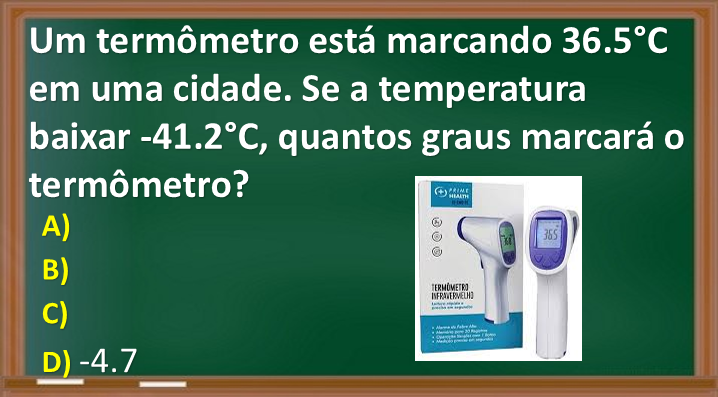 Um termômetro está marcando 36.5°C
em uma cidade. Se a temperatura
baixar -41.2°C, quantos graus marcará o
termômetro?
A)
B)
C)
D) -4.7
PRIME
HEALTH
36.5
TERMÔMETRO
INFRAVERMELHO